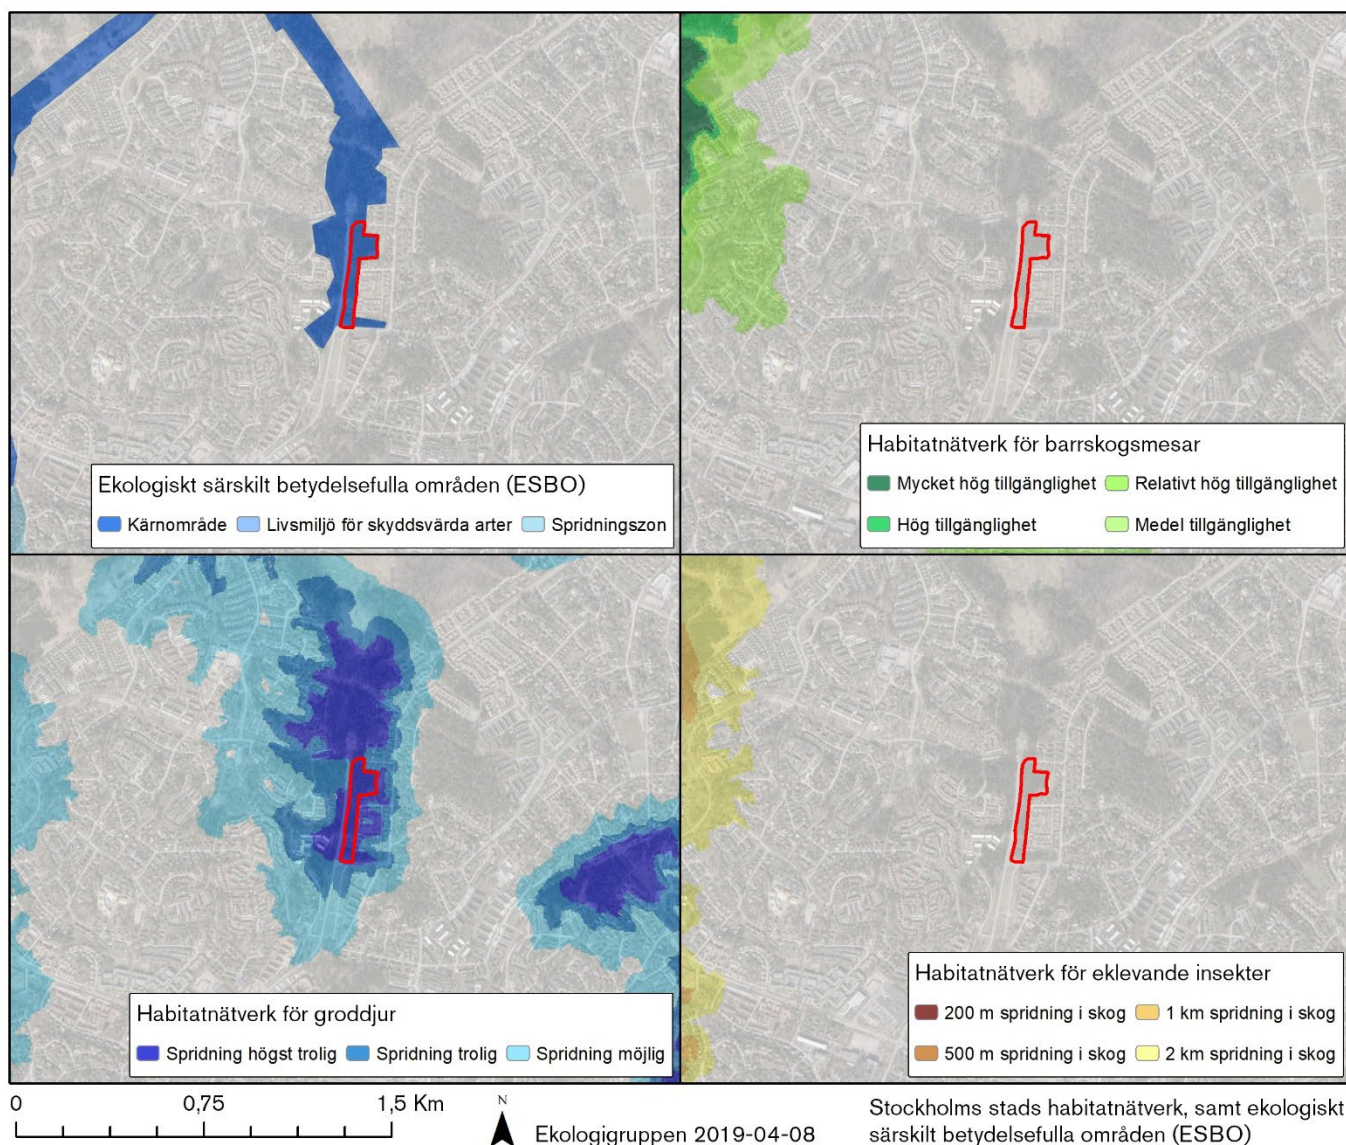 Ekologiskt särskilt betydelsefulla områden (ESBO)
Kärnområde Livsmiljö för skyddsvärda arter Spridningszon
Habitatnätverk för barrskogsmesar
Mycket hög tillgänglighet Relativt hög tillgänglighet
Hög tillgänglighet Medel tillgänglighet
Habitatnätverk för groddjur
Spridning högst trolig Spridning trolig Spridning möjlig
Habitatnätverk för eklevande insekter
200 m spridning i skog 1 km spridning i skog
500 m spridning i skog 2 km spridning i skog
0 0,75 1,5 Km
N
Ekologigruppen 2019-04-08
Stockholms stads habitatnätverk, samt ekologiskt
särskilt betydelsefulla områden (ESBO)